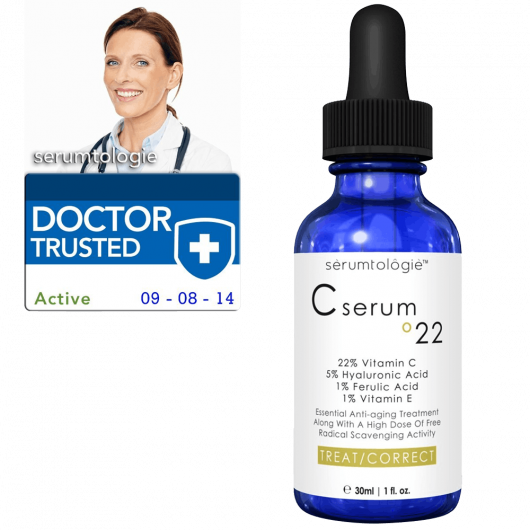 serumtologie
DOCTOR
TRUSTED
Active 09 - 08 - 14
sērumtolôgiē™
C serum
°22
22% Vitamin C
5% Hyaluronic Acid
1% Ferulic Acid
1% Vitamin E
Essential Anti-aging Treatment
Along With A High Dose Of Free
Radical Scavenging Activity
TREAT/CORRECT
℮ 30ml | 1 fl. oz.